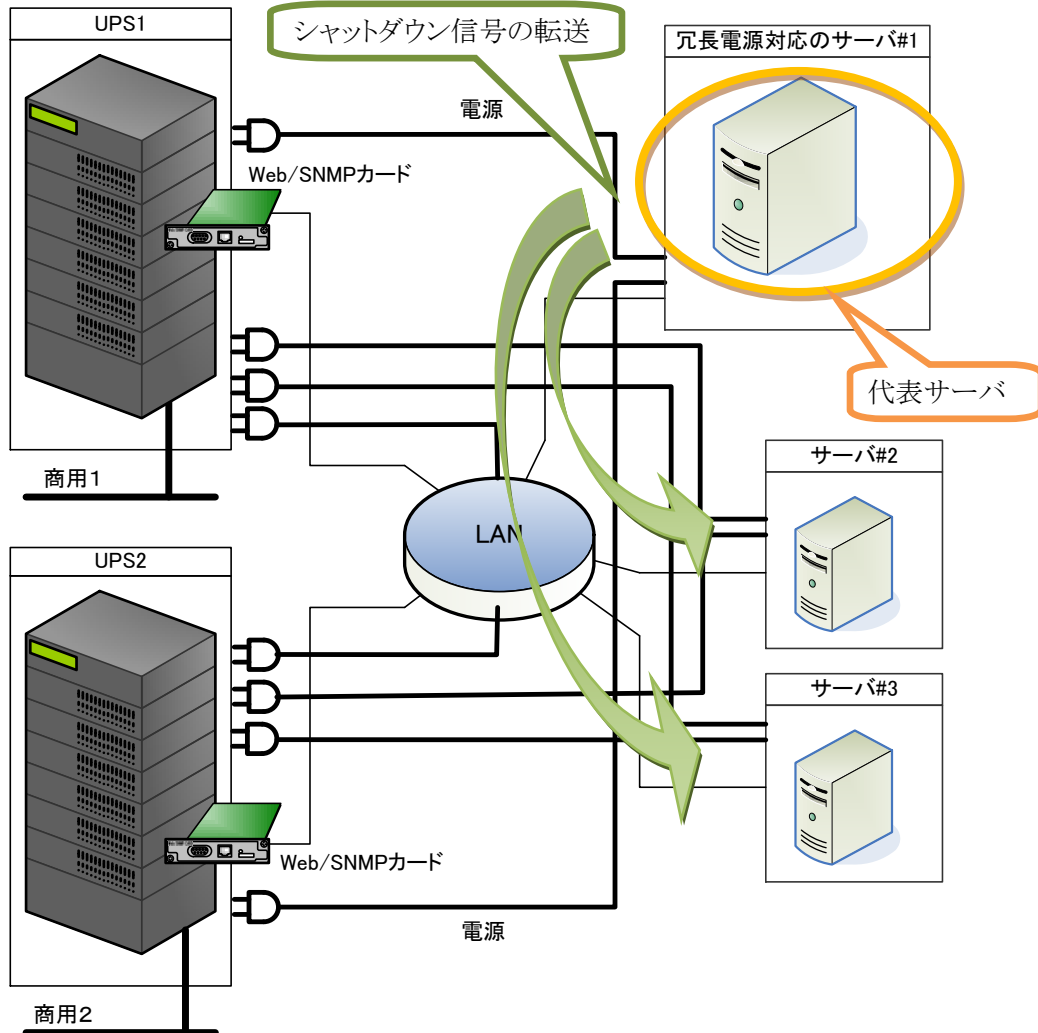 UPS1
シャットダウン信号の転送
冗長電源対応のサーバ#1
電源
Web/SNMPカード
代表サーバ
サーバ#2
商用1
LAN
UPS2
サーバ#3
Web/SNMPカード
電源
商用2